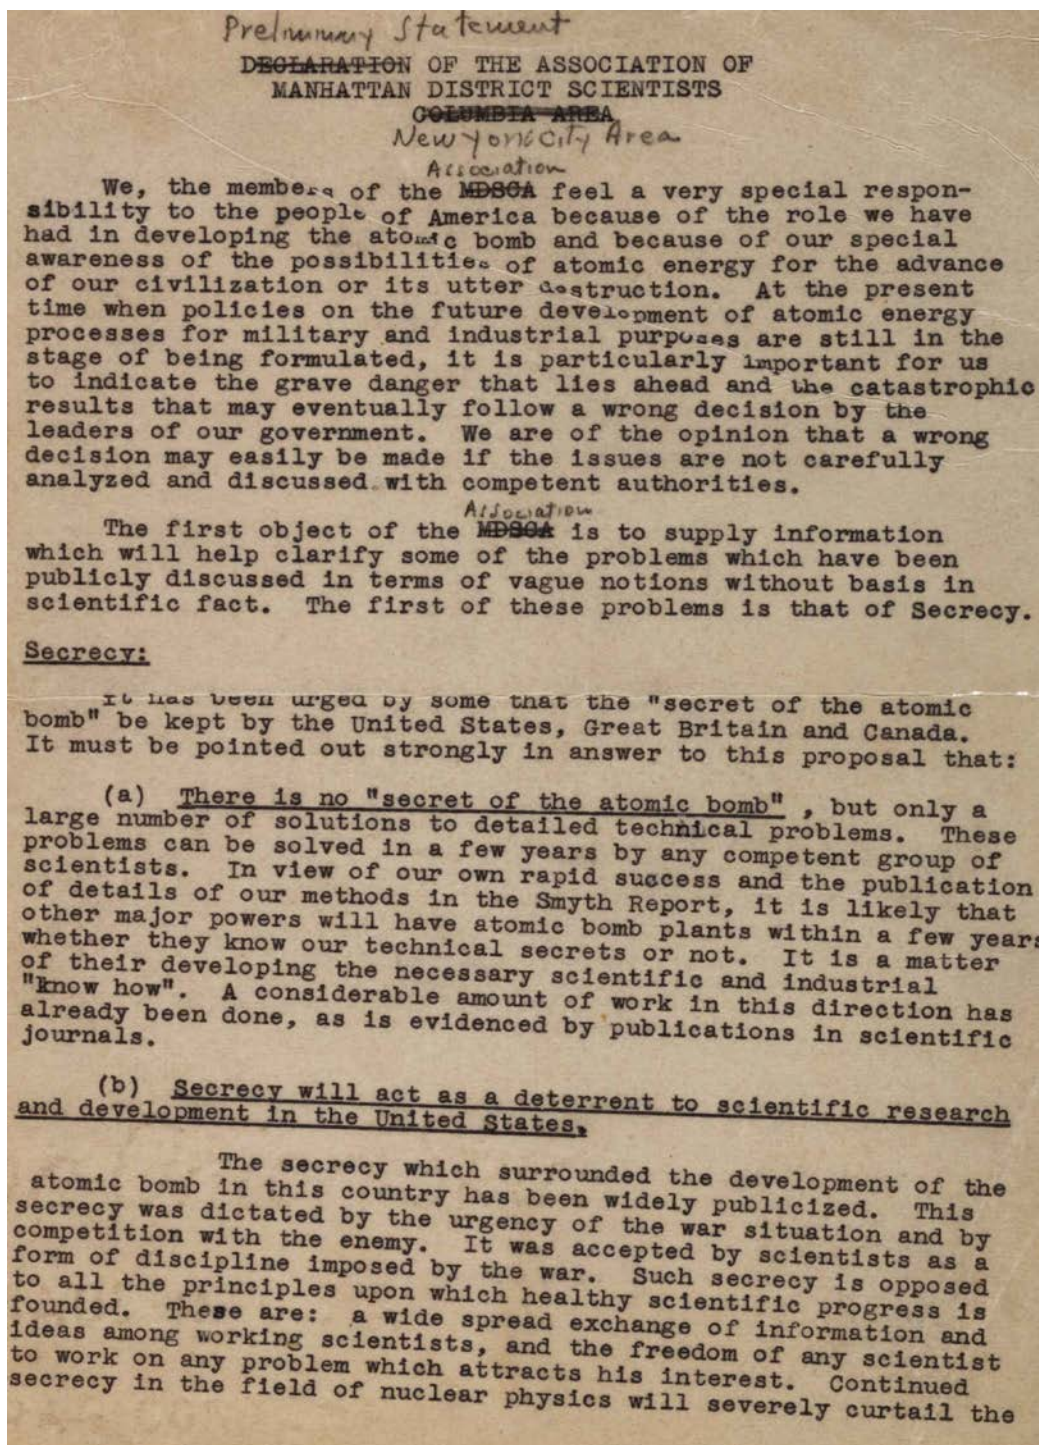 Preliminary Statement
DECLARATION OF THE ASSOCIATION OF
MANHATTAN DISTRICT SCIENTISTS
COLUMBIA AREA
New York City Area
Association
We, the members of the MDSCA feel a very special respon-
sibility to the people of America because of the role we have
had in developing the atomic bomb and because of our special
awareness of the possibilities of atomic energy for the advance
of our civilization or its utter destruction. At the present
time when policies on the future development of atomic energy
processes for military and industrial purposes are still in the
stage of being formulated, it is particularly important for us
to indicate the grave danger that lies ahead and the catastrophic
results that may eventually follow a wrong decision by the
leaders of our government. We are of the opinion that a wrong
decision may easily be made if the issues are not carefully
analyzed and discussed with competent authorities.
Association
The first object of the MDSCA is to supply information
which will help clarify some of the problems which have been
publicly discussed in terms of vague notions without basis in
scientific fact. The first of these problems is that of Secrecy.
Secrecy:
It has been urged by some that the "secret of the atomic
bomb" be kept by the United States, Great Britain and Canada.
It must be pointed out strongly in answer to this proposal that:
(a) There is no "secret of the atomic bomb" , but only a
large number of solutions to detailed technical problems. These
problems can be solved in a few years by any competent group of
scientists. In view of our own rapid success and the publication
of details of our methods in the Smyth Report, it is likely that
other major powers will have atomic bomb plants within a few years
whether they know our technical secrets or not. It is a matter
of their developing the necessary scientific and industrial
"know how". A considerable amount of work in this direction has
already been done, as is evidenced by publications in scientific
journals.
(b) Secrecy will act as a deterrent to scientific research
and development in the United States.
The secrecy which surrounded the development of the
atomic bomb in this country has been widely publicized. This
secrecy was dictated by the urgency of the war situation and by
competition with the enemy. It was accepted by scientists as a
form of discipline imposed by the war. Such secrecy is opposed
to all the principles upon which healthy scientific progress is
founded. These are: a wide spread exchange of information and
ideas among working scientists, and the freedom of any scientist
to work on any problem which attracts his interest. Continued
secrecy in the field of nuclear physics will severely curtail the